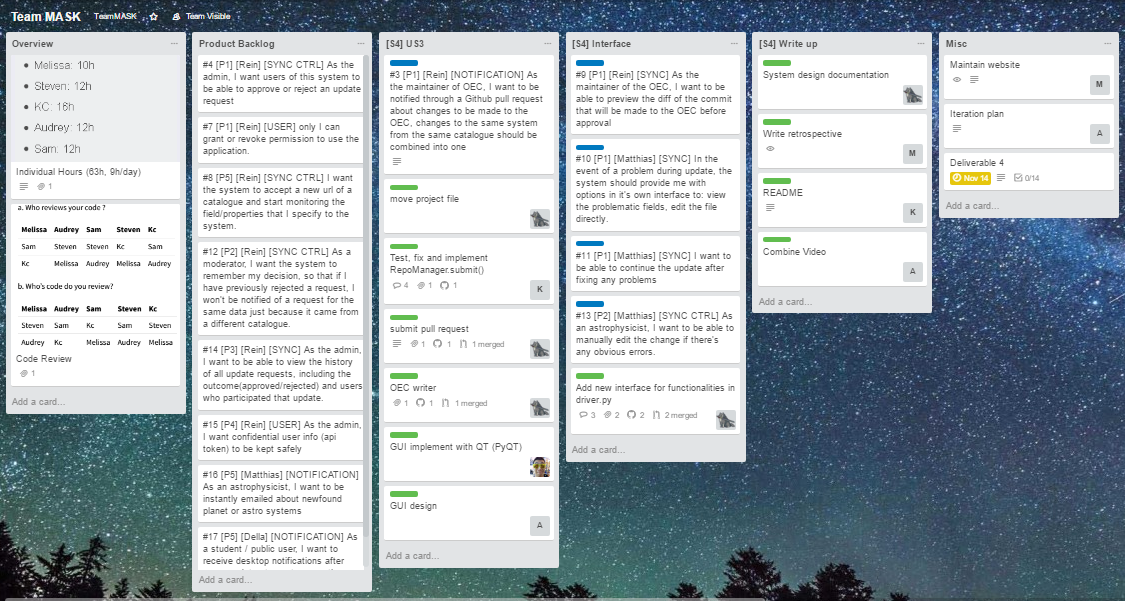 Team MASK TeamMASK Team Visible
Overview
Melissa: 10h
Steven: 12h
KC: 16h
Audrey: 12h
Sam: 12h
Individual Hours (63h, 9h/day)
1
a. Who reviews your code ?
Melissa Audrey Sam Steven Kc
Sam Steven Steven Kc Sam
Kc Melissa Audrey Melissa Audrey
b. Who's code do you review?
Melissa Audrey Sam Steven Kc
Steven Sam Kc Sam Steven
Audrey Kc Melissa Audrey Melissa
Code Review
1
Add a card...
Product Backlog
#4 [P1] [Rein] [SYNC CTRL] As the
admin, I want users of this system to
be able to approve or reject an update
request
#7 [P1] [Rein] [USER] only I can
grant or revoke permission to use the
application.
#8 [P5] [Rein] [SYNC CTRL] I want
the system to accept a new url of a
catalogue and start monitoring the
field/properties that I specify to the
system.
#12 [P2] [Rein] [SYNC CTRL] As a
moderator, I want the system to
remember my decision, so that if I
have previously rejected a request, I
won't be notified of a request for the
same data just because it came from
a different catalogue.
#14 [P3] [Rein] [SYNC] As the admin,
I want to be able to view the history
of all update requests, including the
outcome(approved/rejected) and users
who participated that update.
#15 [P4] [Rein] [USER] As the admin,
I want confidential user info (api
token) to be kept safely
#16 [P5] [Matthias] [NOTIFICATION]
As an astrophysicist, I want to be
instantly emailed about newfound
planet or astro systems
#17 [P5] [Della] [NOTIFICATION] As
a student / public user, I want to
receive desktop notifications after
Add a card...
[S4] US3
#3 [P1] [Rein] [NOTIFICATION] As
the maintainer of OEC, I want to be
notified through a Github pull request
about changes to be made to the
OEC, changes to the same system
from the same catalogue should be
combined into one
move project file
Test, fix and implement
RepoManager.submit()
4 1 1
K
submit pull request
1 1 1 merged
OEC writer
1 1 1 merged
GUI implement with QT (PyQT)
GUI design
A
Add a card...
[S4] Interface
#9 [P1] [Rein] [SYNC] As the
maintainer of the OEC, I want to be
able to preview the diff of the commit
that will be made to the OEC before
approval
#10 [P1] [Matthias] [SYNC] In the
event of a problem during update, the
system should provide me with
options in it's own interface to: view
the problematic fields, edit the file
directly.
#11 [P1] [Matthias] [SYNC] I want to
be able to continue the update after
fixing any problems
#13 [P2] [Matthias] [SYNC CTRL] As
an astrophysicist, I want to be able to
manually edit the change if there's
any obvious errors.
Add new interface for functionalities in
driver.py
3 2 2 2 merged
Add a card...
[S4] Write up
System design documentation
Write retrospective
M
README
K
Combine Video
A
Add a card...
Misc
Maintain website
M
Iteration plan
A
Deliverable 4
Nov 14 0/14
Add a card...